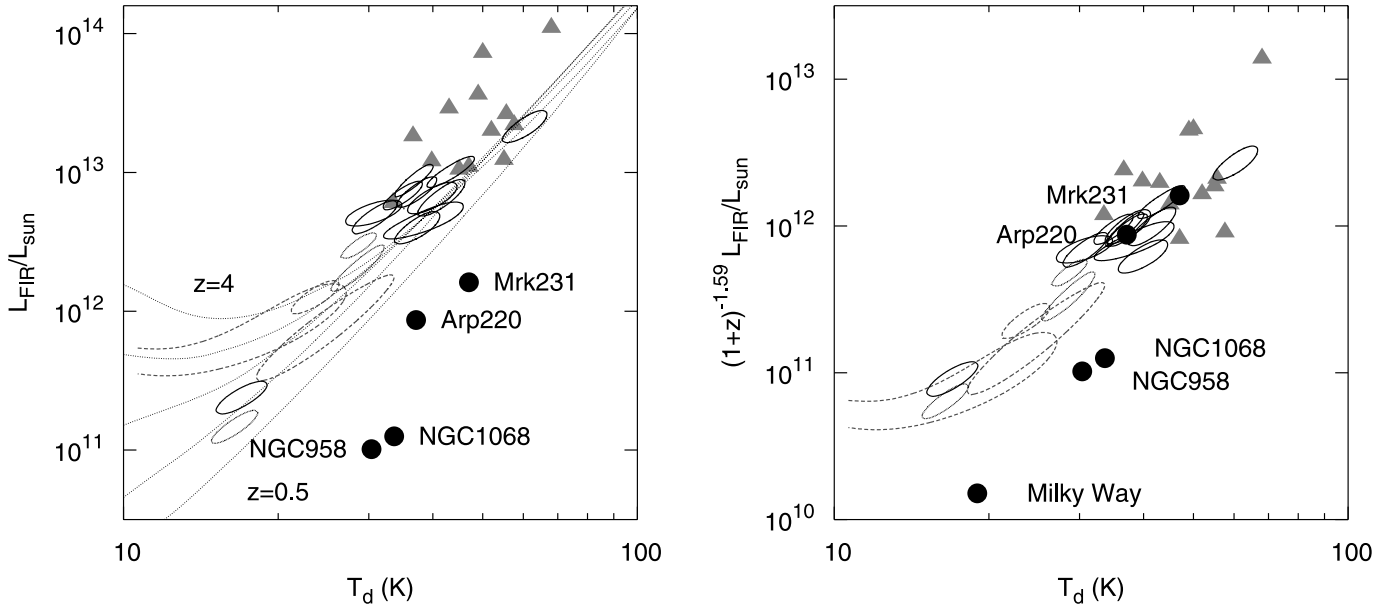 10^14
10^13
10^12
10^11
L_FIR/L_sun
z=4
z=0.5
Mrk231
Arp220
NGC958
NGC1068
10
100
T_d (K)
10^13
10^12
10^11
10^10
(1+z)^-1.59 L_FIR/L_sun
Mrk231
Arp220
NGC1068
NGC958
Milky Way
10
100
T_d (K)